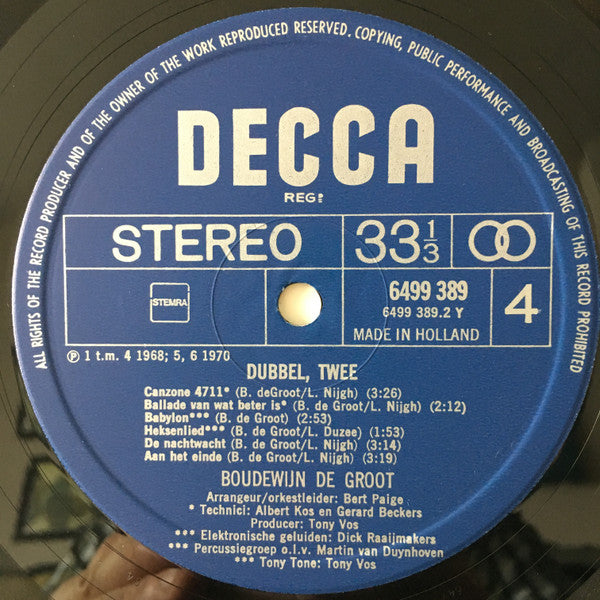 ALL RIGHTS OF THE RECORD PRODUCER AND OF THE OWNER OF THE WORK REPRODUCED RESERVED. COPYING, PUBLIC PERFORMANCE AND BROADCASTING OF THIS RECORD PROHIBITED
DECCA
REGD
STEREO 33 1/3
STEMRA 6499 389 4
6499 389.2 Y
MADE IN HOLLAND
Ⓟ 1 t.m. 4 1968; 5, 6 1970
DUBBEL, TWEE
Canzone 4711* (B. deGroot/L. Nijgh) (3:26)
Ballade van wat beter is* (B. de Groot/L. Nijgh) (2:12)
Babylon*** (B. de Groot) (2:53)
Heksenlied*** (B. de Groot/L. Duzee) (1:53)
De nachtwacht (B. de Groot/L. Nijgh) (3:14)
Aan het einde (B. de Groot/L. Nijgh) (3:19)
BOUDEWIJN DE GROOT
Arrangeur/orkestleider: Bert Paige
* Technici: Albert Kos en Gerard Beckers
Producer: Tony Vos
*** Elektronische geluiden: Dick Raaijmakers
*** Percussiegroep o.l.v. Martin van Duynhoven
*** Tony Tone: Tony Vos